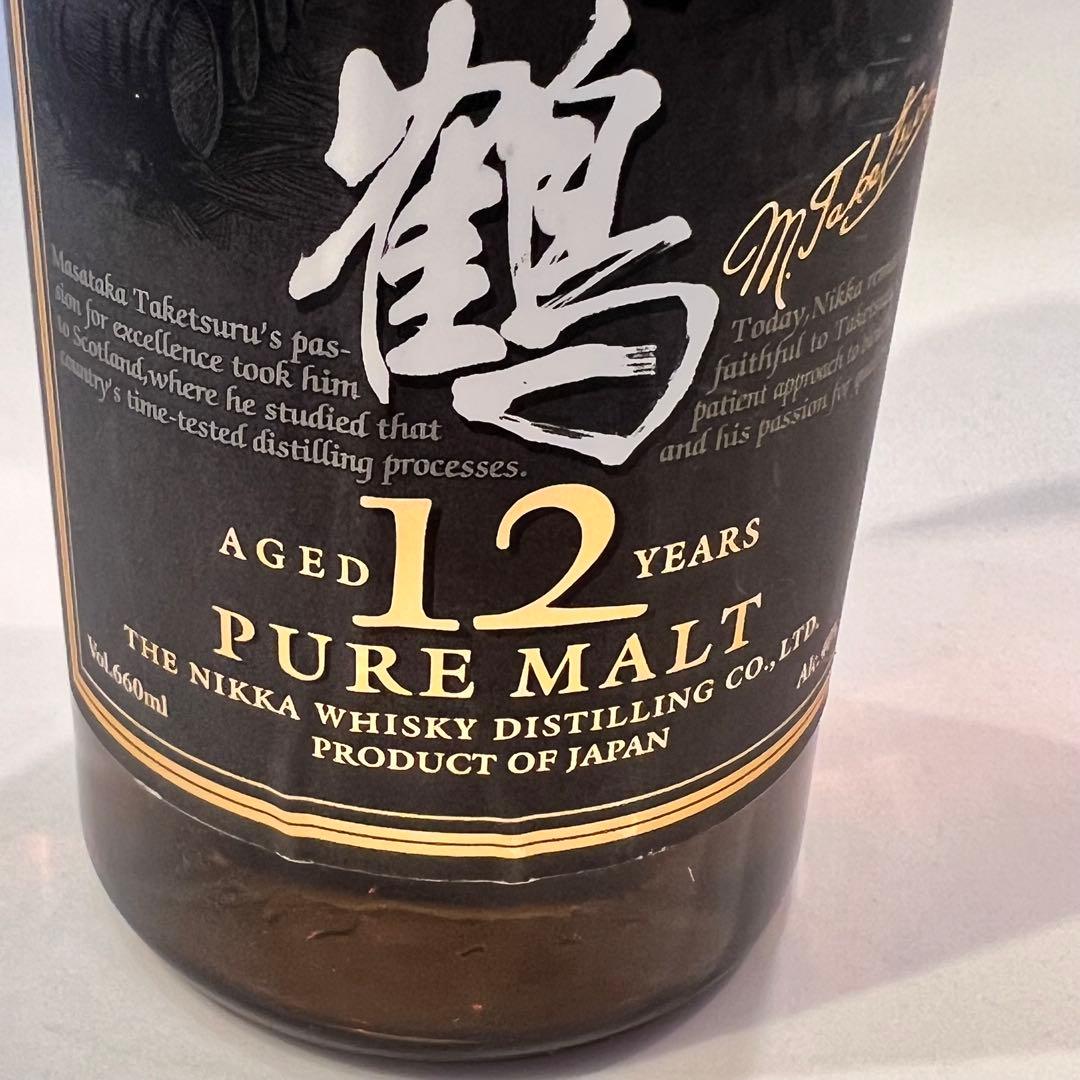 鶴
M. Taketsuru
Masataka Taketsuru's pas-
sion for excellence took him
to Scotland, where he studied that
country's time-tested distilling processes.
Today, Nikka
faithful to
patient approach to
and his passion for
AGED 12 YEARS
PURE MALT
THE NIKKA WHISKY DISTILLING CO., LTD.
PRODUCT OF JAPAN
Vol.660ml
Alc.